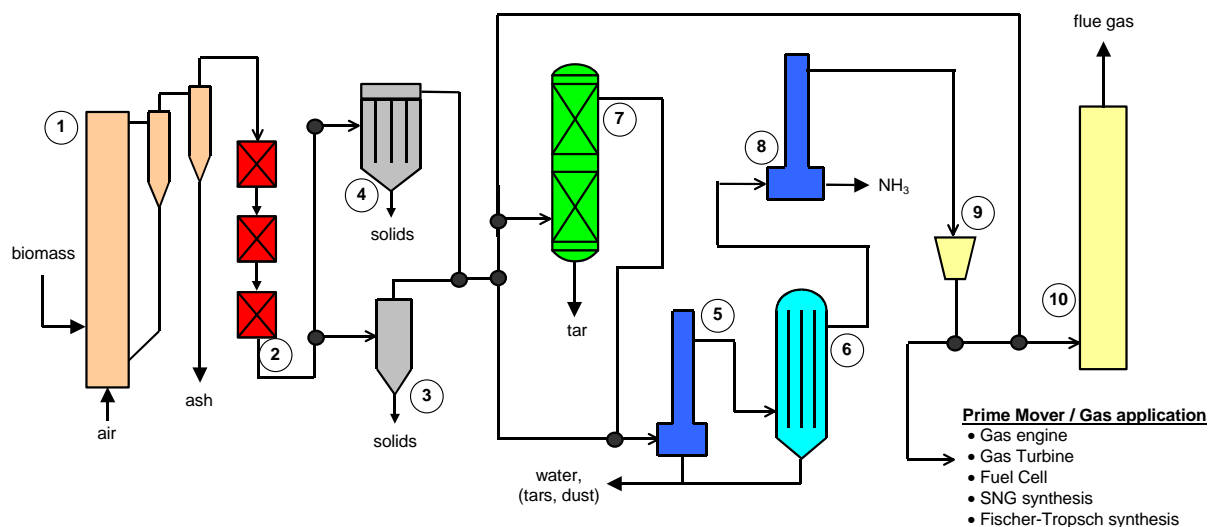 flue gas
1
7
8
NH₃
4
solids
9
biomass
10
tar
5
6
2
3
ash
air
solids
water,
(tars, dust)
Prime Mover / Gas application
• Gas engine
• Gas Turbine
• Fuel Cell
• SNG synthesis
• Fischer-Tropsch synthesis